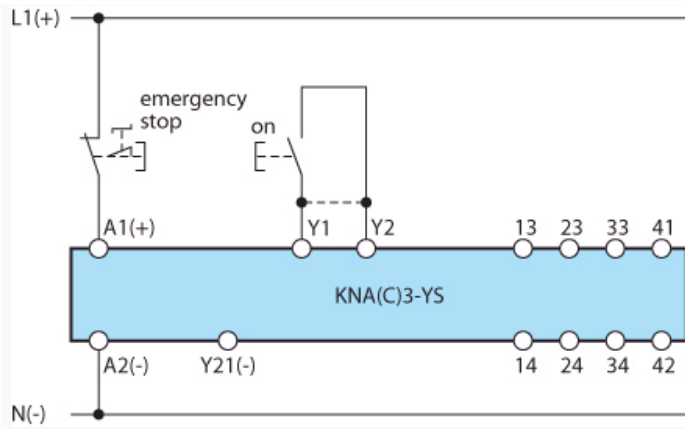 L1(+)
emergency
stop
on
A1(+) Y1 Y2 13 23 33 41
KNA(C)3-YS
A2(-) Y21(-) 14 24 34 42
N(-)